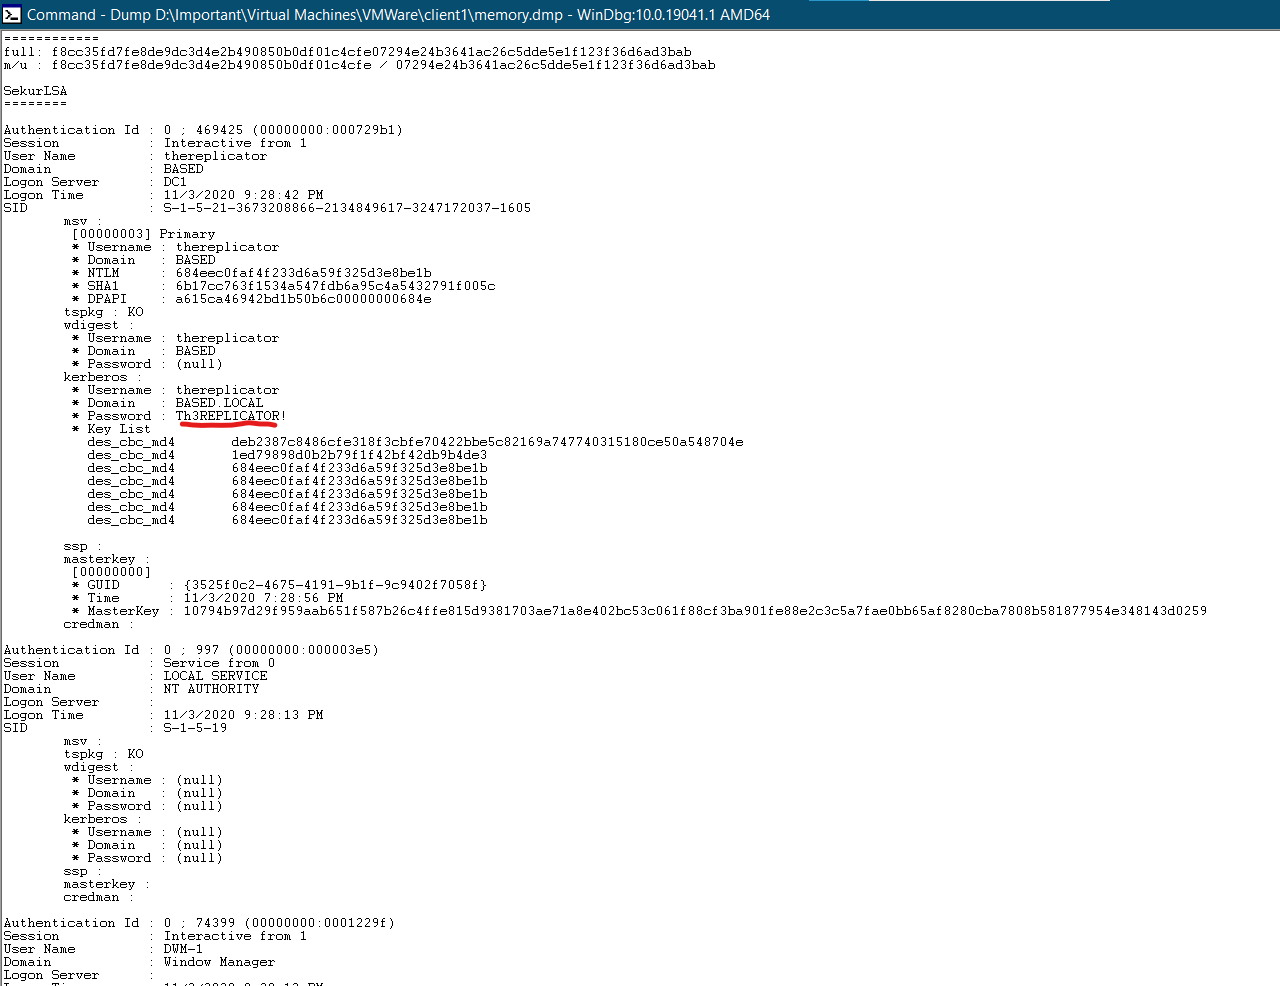 Command - Dump D:\Important\Virtual Machines\VMWare\client1\memory.dmp - WinDbg:10.0.19041.1 AMD64
============
full: f8cc35fd7fe8de9dc3d4e2b490850b0df01c4cfe07294e24b3641ac26c5dde5e1f123f36d6ad3bab
m/u : f8cc35fd7fe8de9dc3d4e2b490850b0df01c4cfe / 07294e24b3641ac26c5dde5e1f123f36d6ad3bab
SekurLSA
========
Authentication Id : 0 ; 469425 (00000000:000729b1)
Session           : Interactive from 1
User Name         : thereplicator
Domain            : BASED
Logon Server      : DC1
Logon Time        : 11/3/2020 9:28:42 PM
SID               : S-1-5-21-3673208866-2134849617-3247172037-1605
msv :
[00000003] Primary
* Username : thereplicator
* Domain   : BASED
* NTLM     : 684eec0faf4f233d6a59f325d3e8be1b
* SHA1     : 6b17cc763f1534a547fdb6a95c4a5432791f005c
* DPAPI    : a615ca46942bd1b50b6c00000000684e
tspkg : KO
wdigest :
* Username : thereplicator
* Domain   : BASED
* Password : (null)
kerberos :
* Username : thereplicator
* Domain   : BASED.LOCAL
* Password : Th3REPLICATOR!
* Key List
des_cbc_md4       deb2387c8486cfe318f3cbfe70422bbe5c82169a747740315180ce50a548704e
des_cbc_md4       1ed79898d0b2b79f1f42bf42db9b4de3
des_cbc_md4       684eec0faf4f233d6a59f325d3e8be1b
des_cbc_md4       684eec0faf4f233d6a59f325d3e8be1b
des_cbc_md4       684eec0faf4f233d6a59f325d3e8be1b
des_cbc_md4       684eec0faf4f233d6a59f325d3e8be1b
des_cbc_md4       684eec0faf4f233d6a59f325d3e8be1b
ssp :
masterkey :
[00000000]
* GUID      : {3525f0c2-4675-4191-9b1f-9c9402f7058f}
* Time      : 11/3/2020 7:28:56 PM
* MasterKey : 10794b97d29f959aab651f587b26c4ffe815d9381703ae71a8e402bc53c061f88cf3ba901fe88e2c3c5a7fae0bb65af8280cba7808b581877954e348143d0259
credman :
Authentication Id : 0 ; 997 (00000000:000003e5)
Session           : Service from 0
User Name         : LOCAL SERVICE
Domain            : NT AUTHORITY
Logon Server      :
Logon Time        : 11/3/2020 9:28:13 PM
SID               : S-1-5-19
msv :
tspkg : KO
wdigest :
* Username : (null)
* Domain   : (null)
* Password : (null)
kerberos :
* Username : (null)
* Domain   : (null)
* Password : (null)
ssp :
masterkey :
credman :
Authentication Id : 0 ; 74399 (00000000:0001229f)
Session           : Interactive from 1
User Name         : DWM-1
Domain            : Window Manager
Logon Server      :